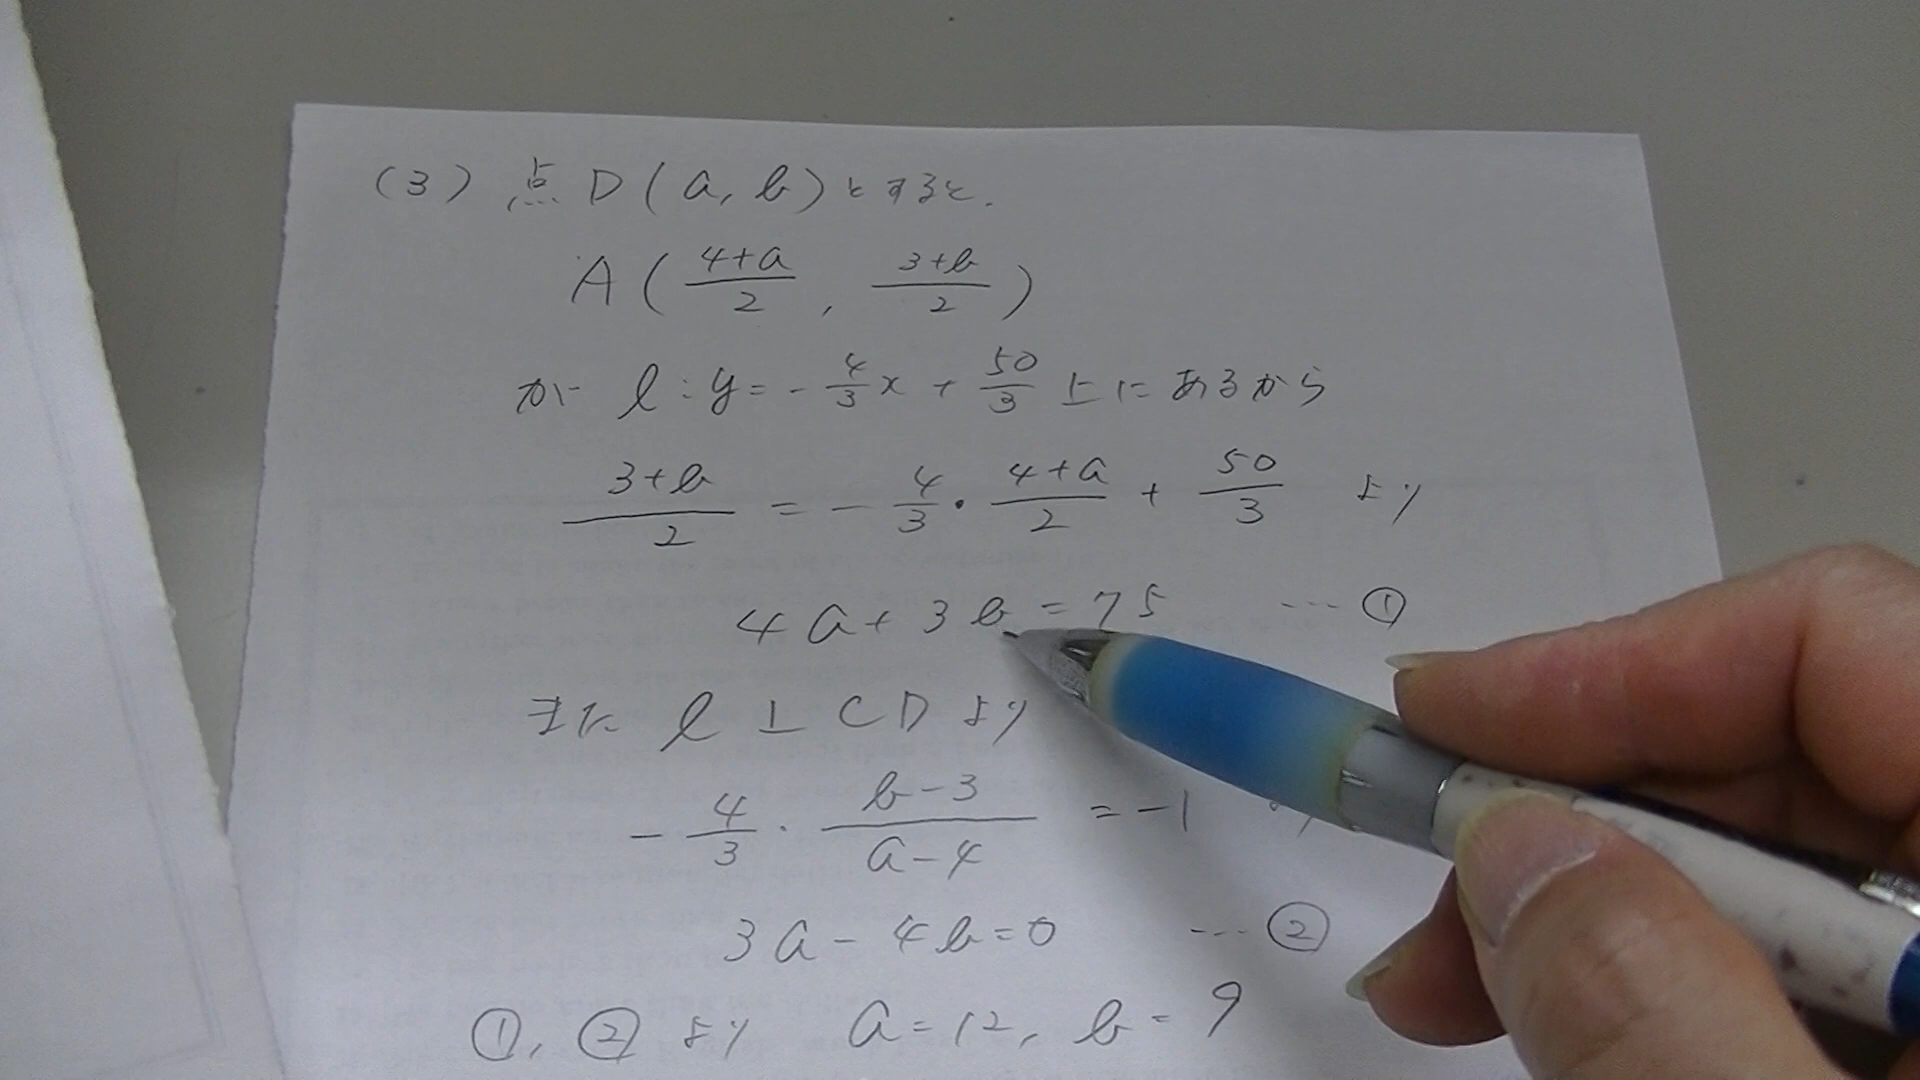 (3) 点D(a, b)とすると.
A((4+a)/2, (3+b)/2)
が l: y = -4/3 x + 50/3 上にあるから
(3+b)/2 = -4/3 · (4+a)/2 + 50/3 より
4a + 3b = 75 --- ①
また l ⊥ CD より
-4/3 · (b-3)/(a-4) = -1
3a - 4b = 0 --- ②
①, ② より a = 12, b = 9